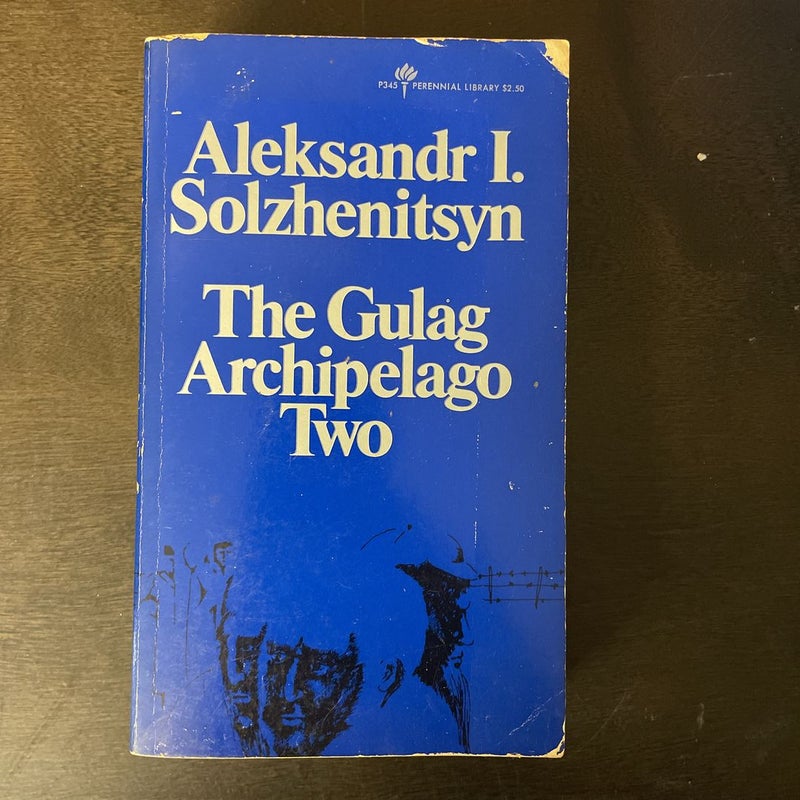 P345 PERENNIAL LIBRARY $2.50
Aleksandr I.
Solzhenitsyn
The Gulag
Archipelago
Two